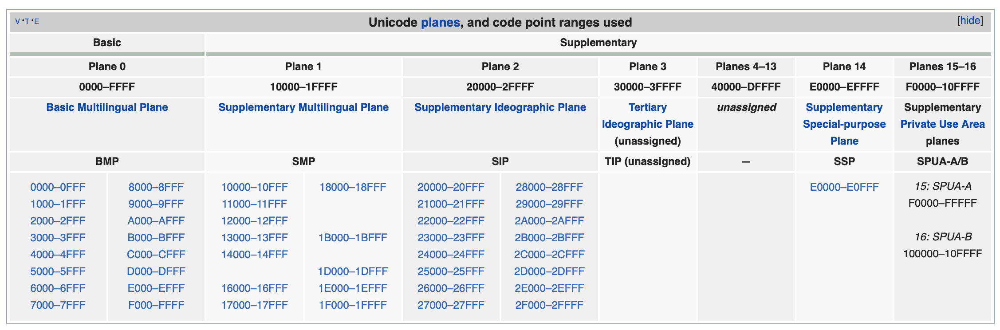 V •T •E
Unicode planes, and code point ranges used
[hide]
Basic Supplementary
Plane 0 Plane 1 Plane 2 Plane 3 Planes 4–13 Plane 14 Planes 15–16
0000–FFFF 10000–1FFFF 20000–2FFFF 30000–3FFFF 40000–DFFFF E0000–EFFFF F0000–10FFFF
Basic Multilingual Plane Supplementary Multilingual Plane Supplementary Ideographic Plane Tertiary unassigned Supplementary Supplementary
Ideographic Plane Special-purpose Private Use Area
(unassigned) Plane planes
BMP SMP SIP TIP (unassigned) — SSP SPUA-A/B
0000–0FFF 8000–8FFF 10000–10FFF 18000–18FFF 20000–20FFF 28000–28FFF E0000–E0FFF 15: SPUA-A
1000–1FFF 9000–9FFF 11000–11FFF 21000–21FFF 29000–29FFF F0000–FFFFF
2000–2FFF A000–AFFF 12000–12FFF 22000–22FFF 2A000–2AFFF
3000–3FFF B000–BFFF 13000–13FFF 1B000–1BFFF 23000–23FFF 2B000–2BFFF 16: SPUA-B
4000–4FFF C000–CFFF 14000–14FFF 24000–24FFF 2C000–2CFFF 100000–10FFFF
5000–5FFF D000–DFFF 1D000–1DFFF 25000–25FFF 2D000–2DFFF
6000–6FFF E000–EFFF 16000–16FFF 1E000–1EFFF 26000–26FFF 2E000–2EFFF
7000–7FFF F000–FFFF 17000–17FFF 1F000–1FFFF 27000–27FFF 2F000–2FFFF